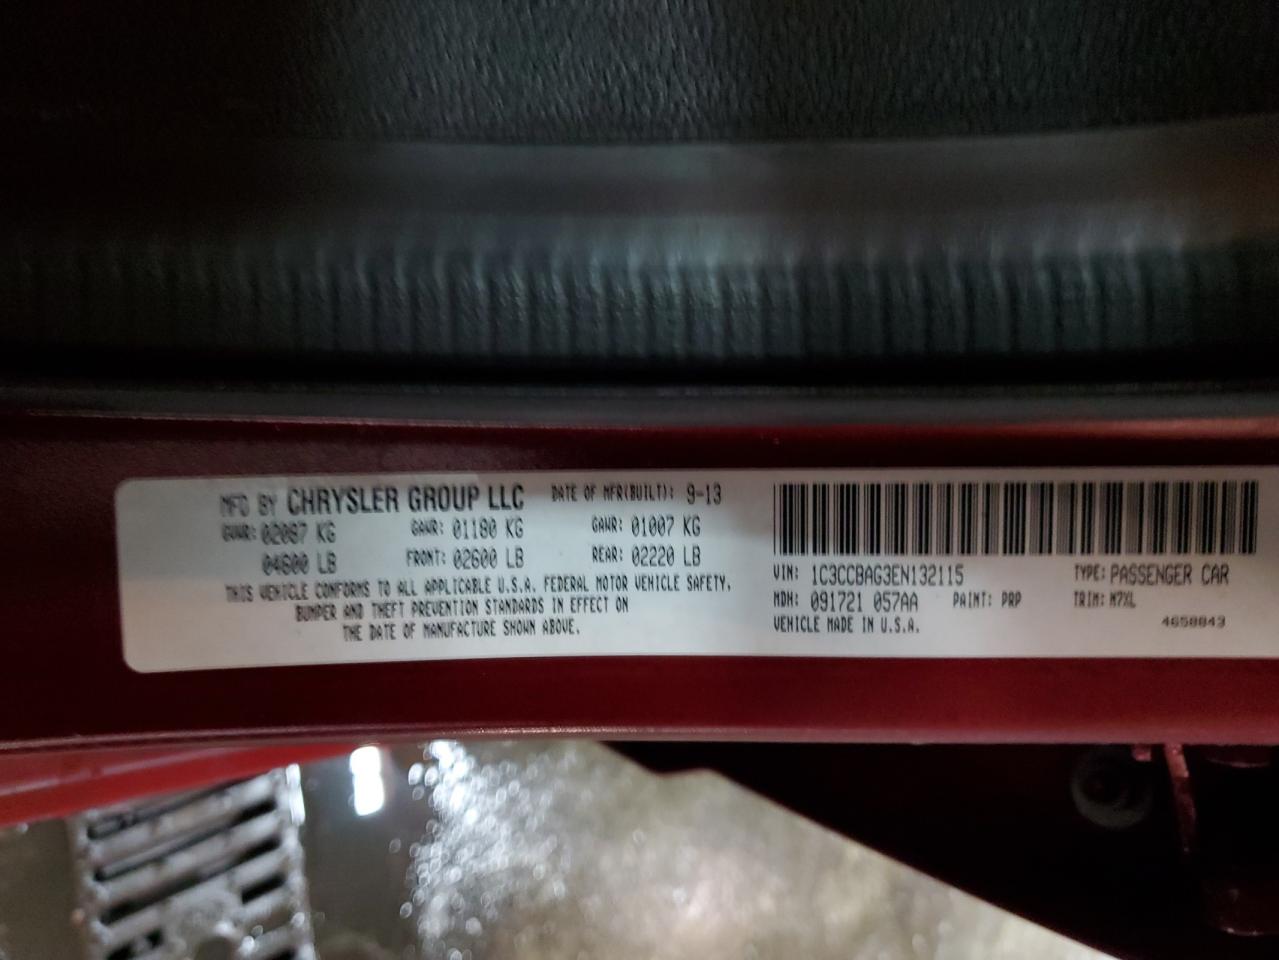 MFD BY CHRYSLER GROUP LLC DATE OF MFR(BUILT): 9-13
GVWR: 02087 KG GAWR: 01180 KG GAWR: 01007 KG
04600 LB FRONT: 02600 LB REAR: 02220 LB
THIS VEHICLE CONFORMS TO ALL APPLICABLE U.S.A. FEDERAL MOTOR VEHICLE SAFETY,
BUMPER AND THEFT PREVENTION STANDARDS IN EFFECT ON
THE DATE OF MANUFACTURE SHOWN ABOVE.
VIN: 1C3CCBAG3EN132115 TYPE: PASSENGER CAR
MDH: 091721 057AA PAINT: PRP TRIM: M7XL
VEHICLE MADE IN U.S.A. 4658843